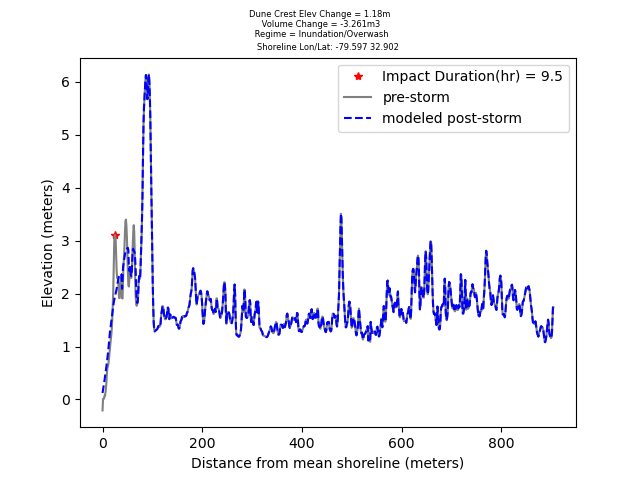 Dune Crest Elev Change = 1.18m
Volume Change = -3.261m3
Regime = Inundation/Overwash
Shoreline Lon/Lat: -79.597 32.902
Impact Duration(hr) = 9.5
pre-storm
modeled post-storm
6
5
4
3
2
1
0
Elevation (meters)
0 200 400 600 800
Distance from mean shoreline (meters)